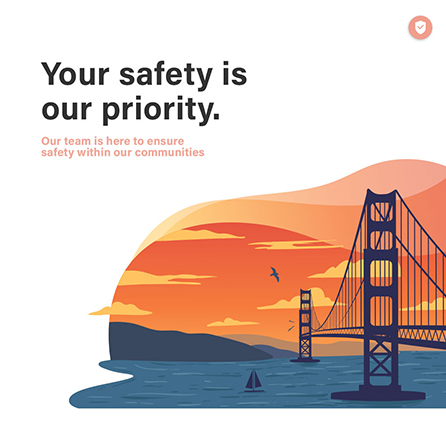 Your safety is
our priority.
Our team is here to ensure
safety within our communities